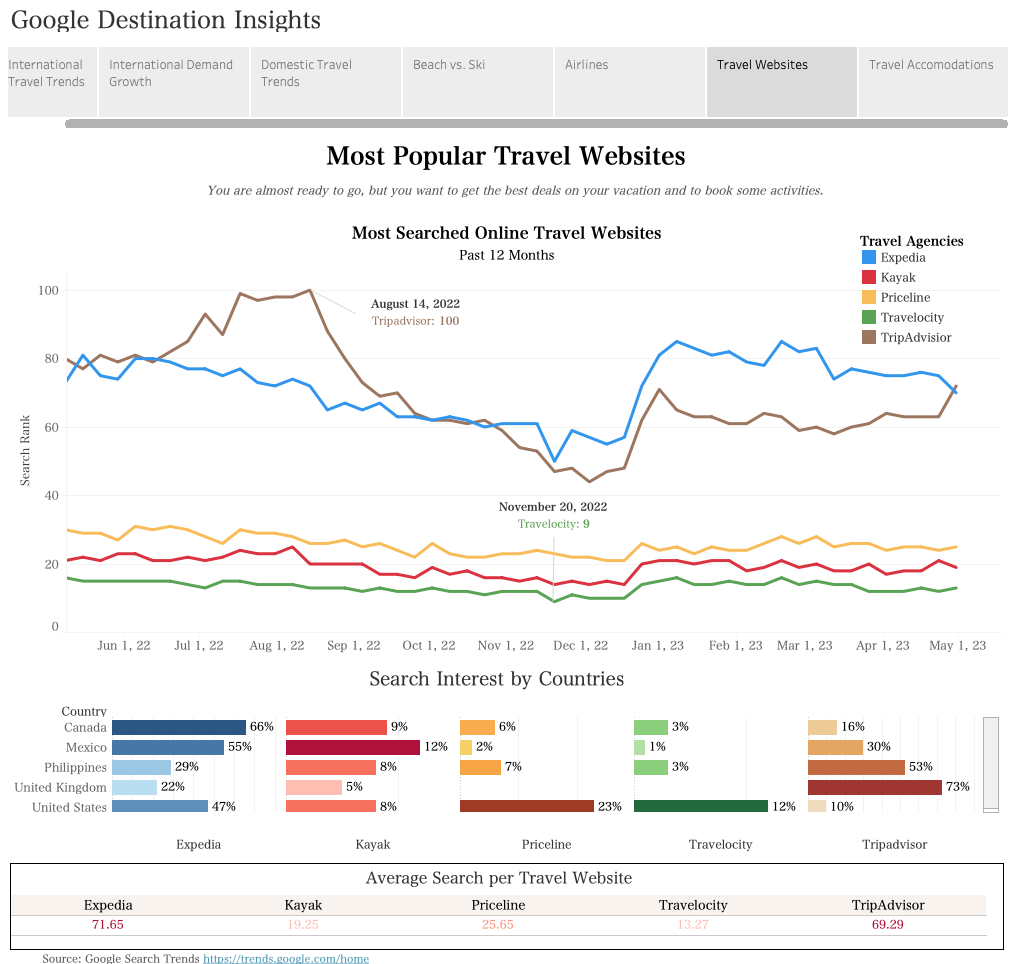 Google Destination Insights
International Travel Trends
International Demand Growth
Domestic Travel Trends
Beach vs. Ski
Airlines
Travel Websites
Travel Accomodations
Most Popular Travel Websites
You are almost ready to go, but you want to get the best deals on your vacation and to book some activities.
Most Searched Online Travel Websites
Past 12 Months
Travel Agencies
Expedia
Kayak
Priceline
Travelocity
TripAdvisior
August 14, 2022
Tripadvisor: 100
November 20, 2022
Travelocity: 9
Search Rank
100
80
60
40
20
0
Jun 1, 22 Jul 1, 22 Aug 1, 22 Sep 1, 22 Oct 1, 22 Nov 1, 22 Dec 1, 22 Jan 1, 23 Feb 1, 23 Mar 1, 23 Apr 1, 23 May 1, 23
Search Interest by Countries
Country
Canada 66% 9% 6% 3% 16%
Mexico 55% 12% 2% 1% 30%
Philippines 29% 8% 7% 3% 53%
United Kingdom 22% 5% 73%
United States 47% 8% 23% 12% 10%
Expedia Kayak Priceline Travelocity Tripadvisor
Average Search per Travel Website
Expedia Kayak Priceline Travelocity TripAdvisor
71.65 19.25 25.65 13.27 69.29
Source: Google Search Trends https://trends.google.com/home